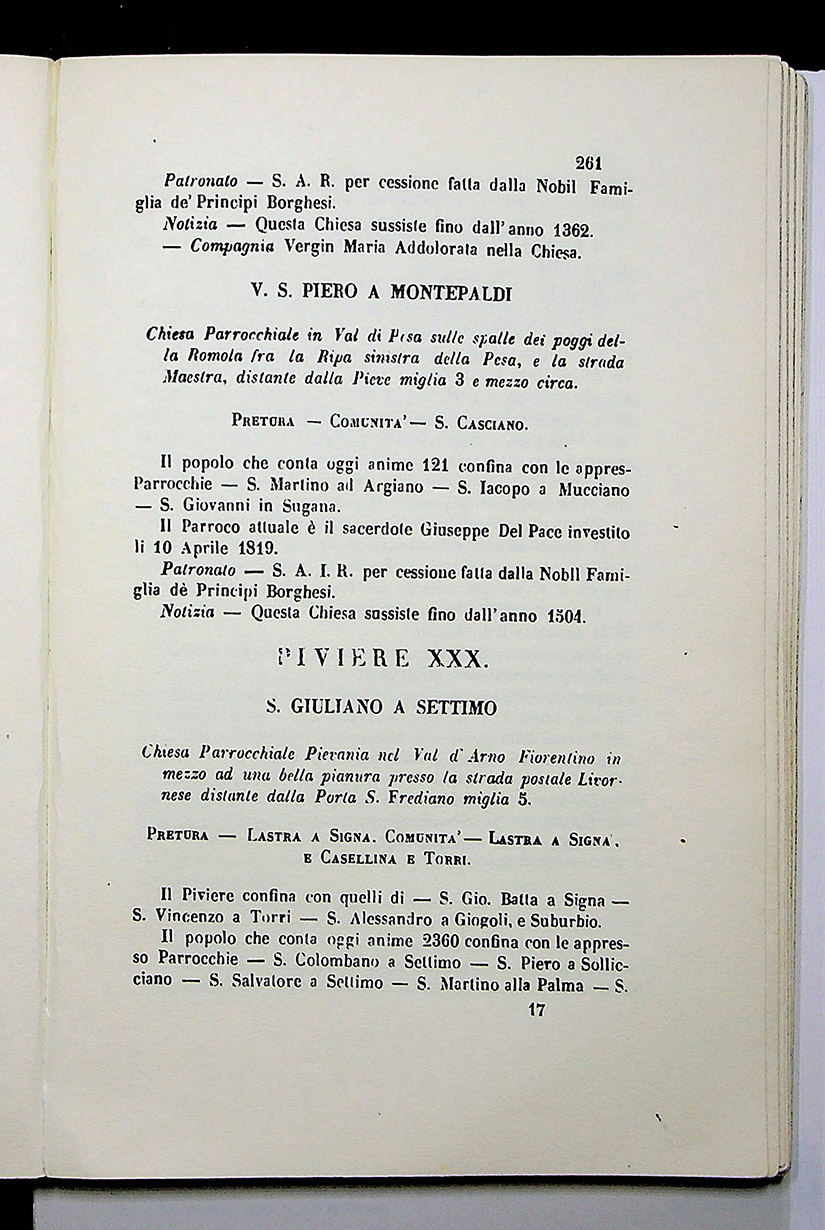 261
Patronato — S. A. R. per cessione fatta dalla Nobil Fami-
glia de' Principi Borghesi.
Notizia — Questa Chiesa sussiste fino dall'anno 1362.
— Compagnia Vergin Maria Addolorata nella Chiesa.
V. S. PIERO A MONTEPALDI
Chiesa Parrocchiale in Val di Pesa sulle spalle dei poggi del-
la Romola fra la Ripa sinistra della Pesa, e la strada
Maestra, distante dalla Pieve miglia 3 e mezzo circa.
PRETURA — COMUNITA' — S. CASCIANO.
Il popolo che conta oggi anime 121 confina con le appres-
Parrocchie — S. Martino ad Argiano — S. Iacopo a Mucciano
— S. Giovanni in Sugana.
Il Parroco attuale è il sacerdote Giuseppe Del Pace investito
li 10 Aprile 1819.
Patronato — S. A. I. R. per cessione fatta dalla Nobll Fami-
glia dè Principi Borghesi.
Notizia — Questa Chiesa sussiste fino dall'anno 1504.
PIVIERE XXX.
S. GIULIANO A SETTIMO
Chiesa Parrocchiale Pievania nel Val d'Arno Fiorentino in
mezzo ad una bella pianura presso la strada postale Livor-
nese distante dalla Porta S. Frediano miglia 5.
PRETURA — LASTRA A SIGNA. COMUNITA' — LASTRA A SIGNA,
E CASELLINA E TORRI.
Il Piviere confina con quelli di — S. Gio. Batta a Signa —
S. Vincenzo a Torri — S. Alessandro a Giogoli, e Suburbio.
Il popolo che conta oggi anime 2360 confina con le appres-
so Parrocchie — S. Colombano a Settimo — S. Piero a Sollic-
ciano — S. Salvatore a Settimo — S. Martino alla Palma — S.
17